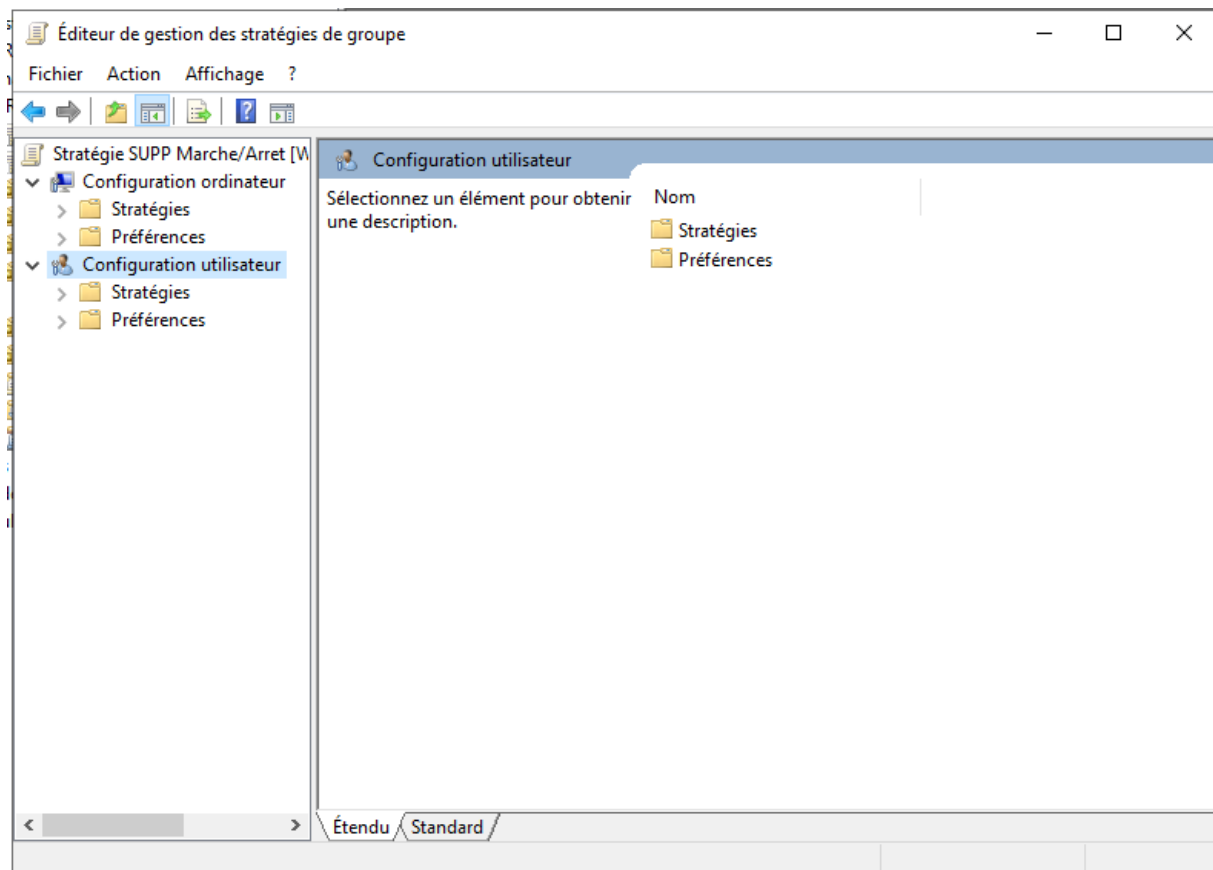 Éditeur de gestion des stratégies de groupe
Fichier Action Affichage ?
Stratégie SUPP Marche/Arret [W
Configuration ordinateur
Stratégies
Préférences
Configuration utilisateur
Stratégies
Préférences
Configuration utilisateur
Sélectionnez un élément pour obtenir
une description.
Nom
Stratégies
Préférences
Étendu Standard